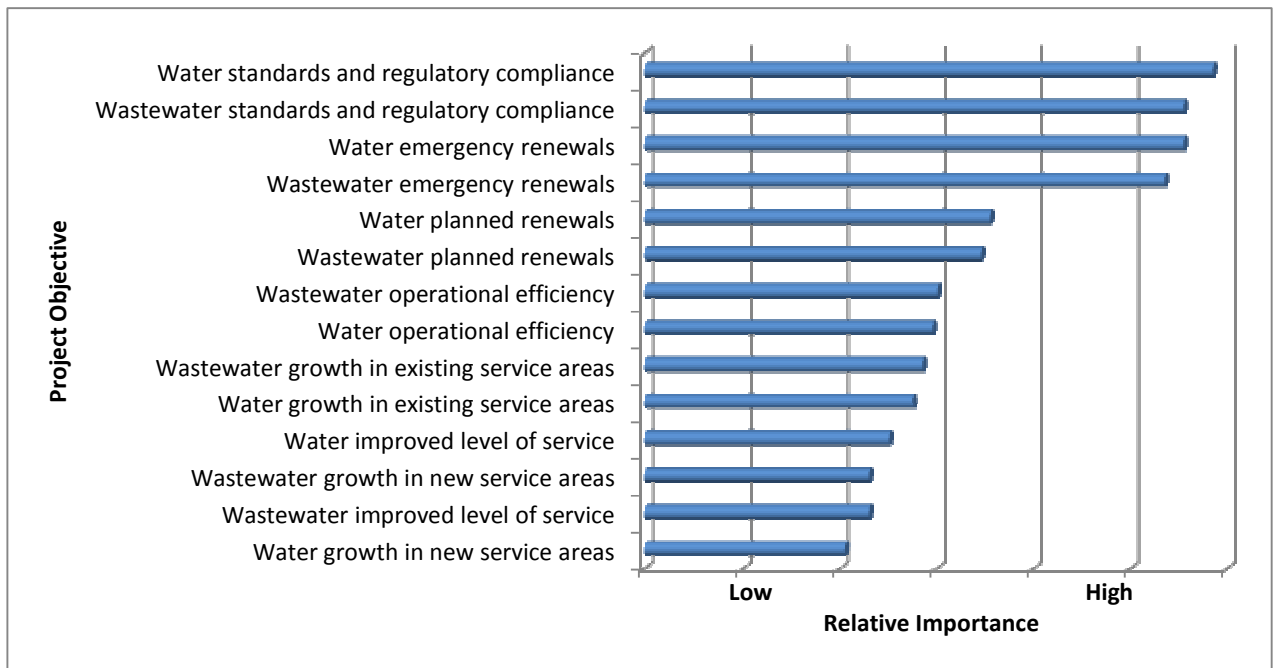 Water standards and regulatory compliance
Wastewater standards and regulatory compliance
Water emergency renewals
Wastewater emergency renewals
Water planned renewals
Wastewater planned renewals
Wastewater operational efficiency
Water operational efficiency
Wastewater growth in existing service areas
Water growth in existing service areas
Water improved level of service
Wastewater growth in new service areas
Wastewater improved level of service
Water growth in new service areas
Project Objective
Low High
Relative Importance